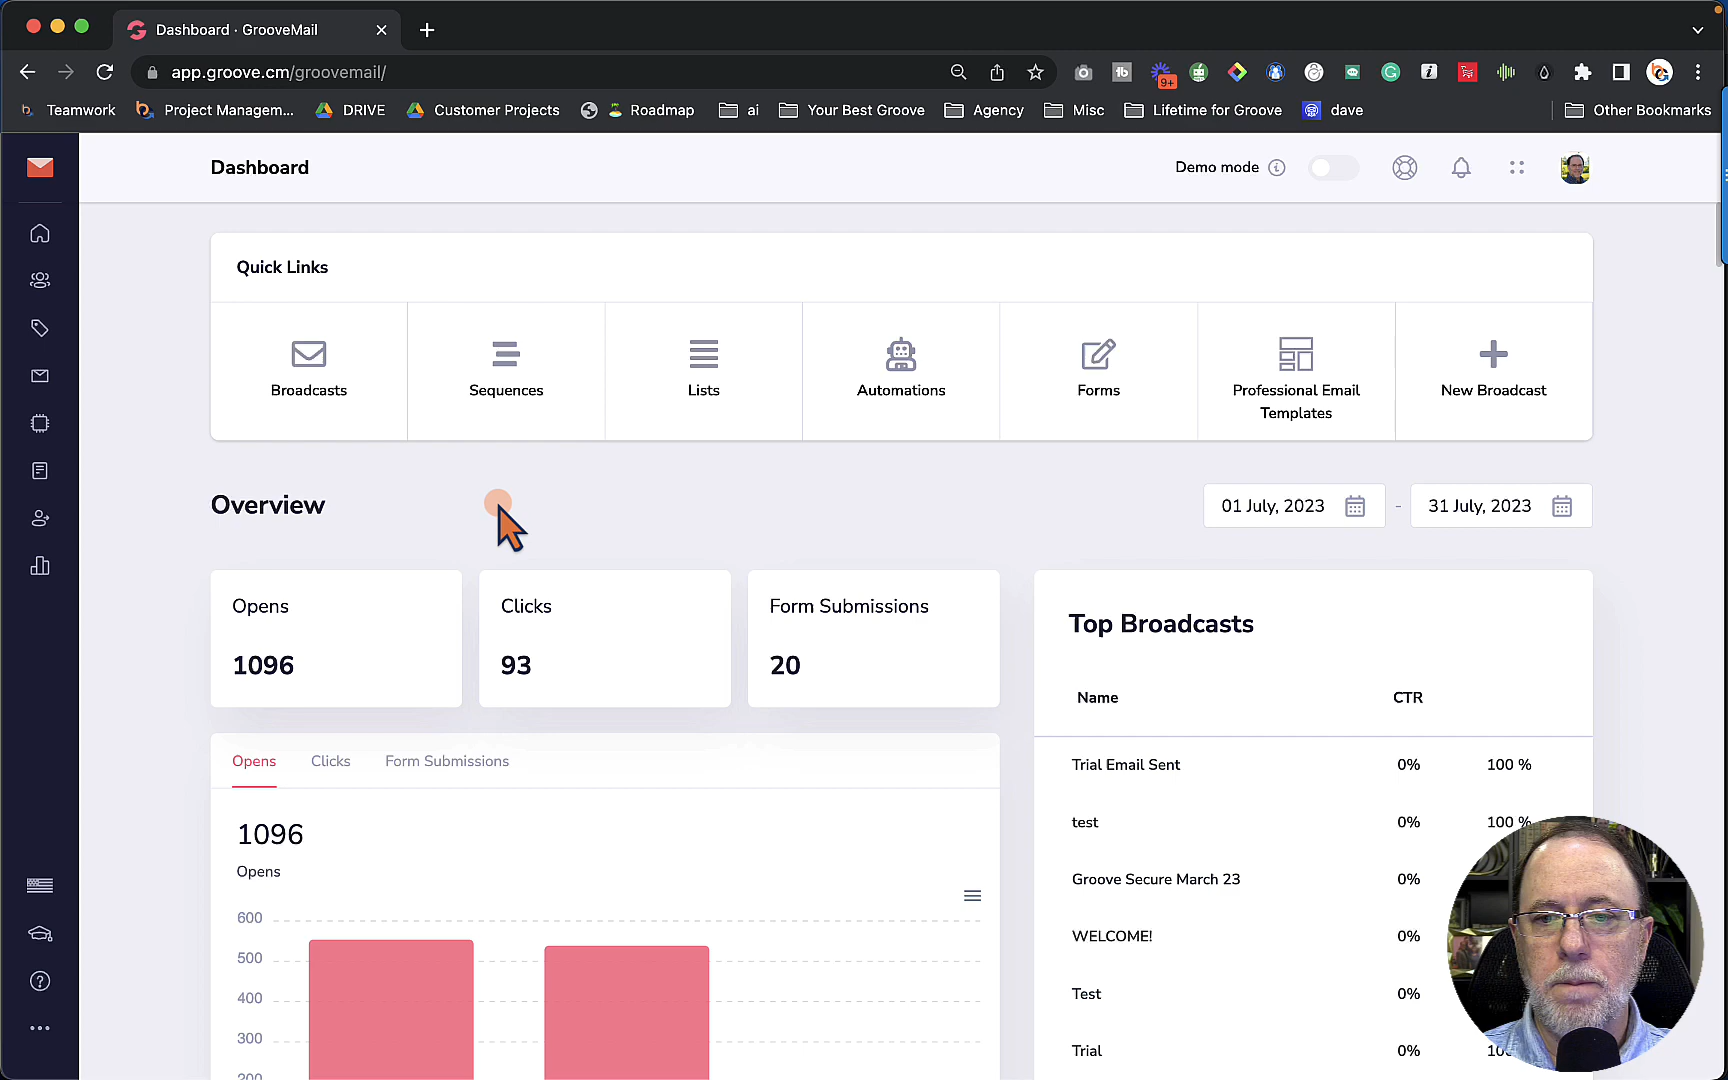 Dashboard · GrooveMail
app.groove.cm/groovemail/
9+
Teamwork
Project Managem...
DRIVE
Customer Projects
Roadmap
ai
Your Best Groove
Agency
Misc
Lifetime for Groove
dave
Other Bookmarks
Dashboard
Demo mode
Quick Links
Broadcasts
Sequences
Lists
Automations
Forms
Professional Email
Templates
New Broadcast
Overview
01 July, 2023 - 31 July, 2023
Opens
1096
Clicks
93
Form Submissions
20
Opens Clicks Form Submissions
1096
Opens
600
500
400
300
200
Top Broadcasts
Name CTR
Trial Email Sent 0% 100 %
test 0% 100 %
Groove Secure March 23 0%
WELCOME! 0%
Test 0%
Trial 0%